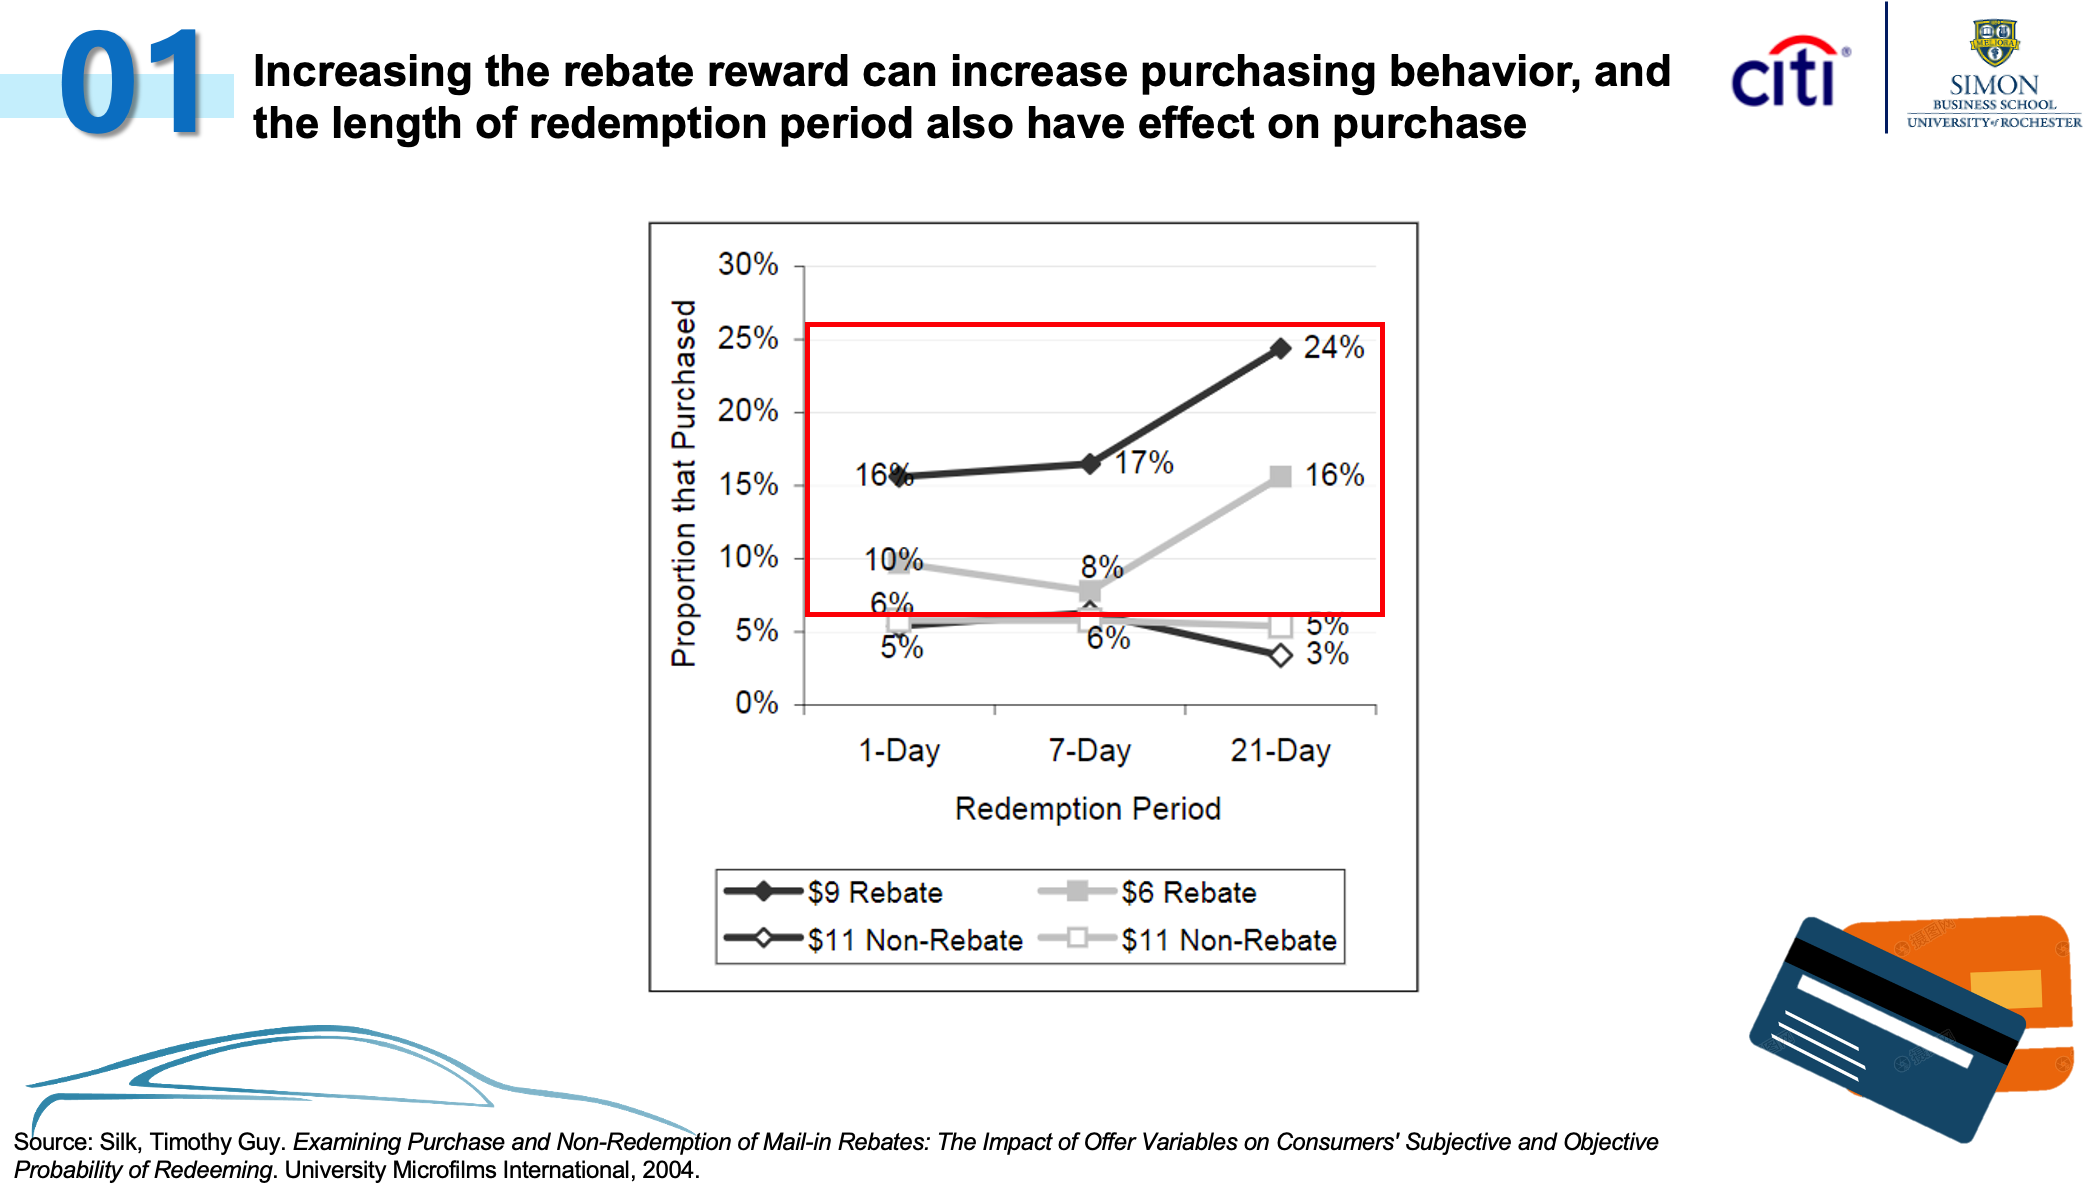 01
Increasing the rebate reward can increase purchasing behavior, and
the length of redemption period also have effect on purchase
citi®
MELIORA
SIMON
BUSINESS SCHOOL
UNIVERSITY of ROCHESTER
Proportion that Purchased
30%
25%
20%
15%
10%
5%
0%
24%
16%
17%
16%
10%
8%
6%
5%
6%
5%
3%
1-Day 7-Day 21-Day
Redemption Period
$9 Rebate $6 Rebate
$11 Non-Rebate $11 Non-Rebate
Source: Silk, Timothy Guy. Examining Purchase and Non-Redemption of Mail-in Rebates: The Impact of Offer Variables on Consumers' Subjective and Objective
Probability of Redeeming. University Microfilms International, 2004.